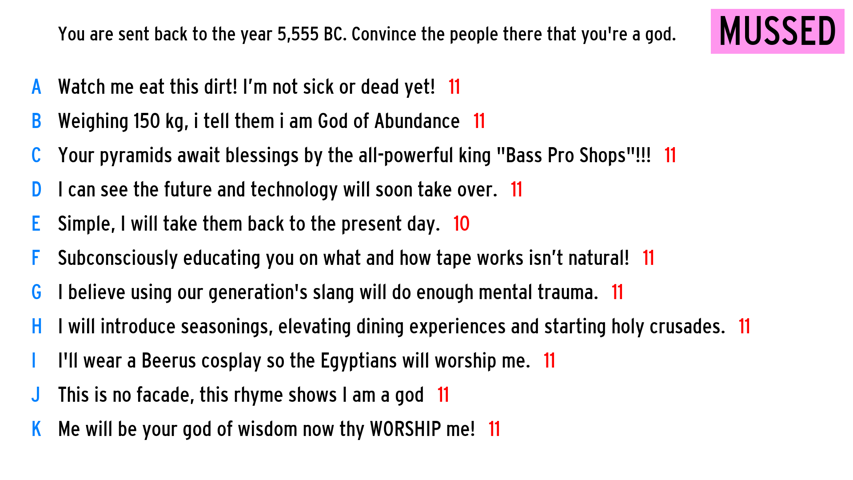 You are sent back to the year 5,555 BC. Convince the people there that you're a god.
MUSSED
A Watch me eat this dirt! I’m not sick or dead yet! 11
B Weighing 150 kg, i tell them i am God of Abundance 11
C Your pyramids await blessings by the all-powerful king "Bass Pro Shops"!!! 11
D I can see the future and technology will soon take over. 11
E Simple, I will take them back to the present day. 10
F Subconsciously educating you on what and how tape works isn’t natural! 11
G I believe using our generation's slang will do enough mental trauma. 11
H I will introduce seasonings, elevating dining experiences and starting holy crusades. 11
I I'll wear a Beerus cosplay so the Egyptians will worship me. 11
J This is no facade, this rhyme shows I am a god 11
K Me will be your god of wisdom now thy WORSHIP me! 11